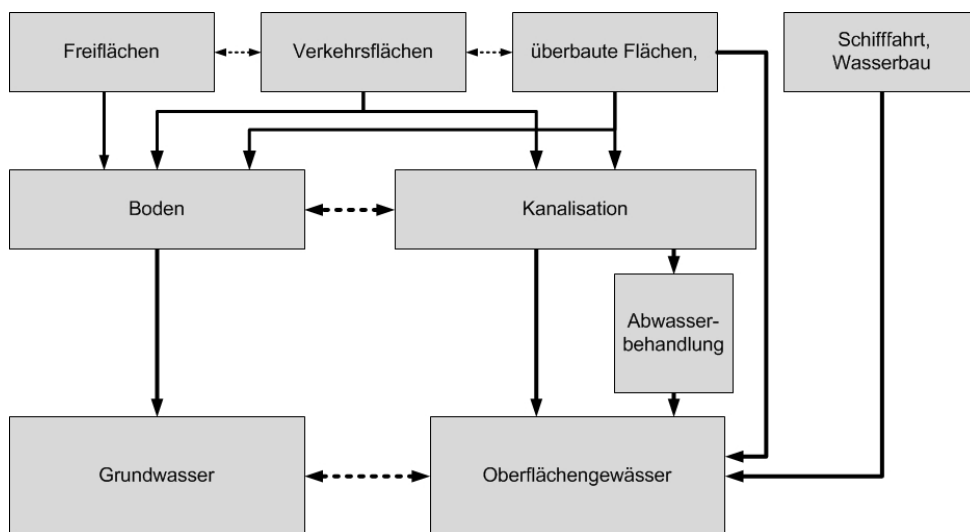 Freiflächen
Verkehrsflächen
überbaute Flächen,
Schifffahrt,
Wasserbau
Boden
Kanalisation
Abwasser-
behandlung
Grundwasser
Oberflächengewässer